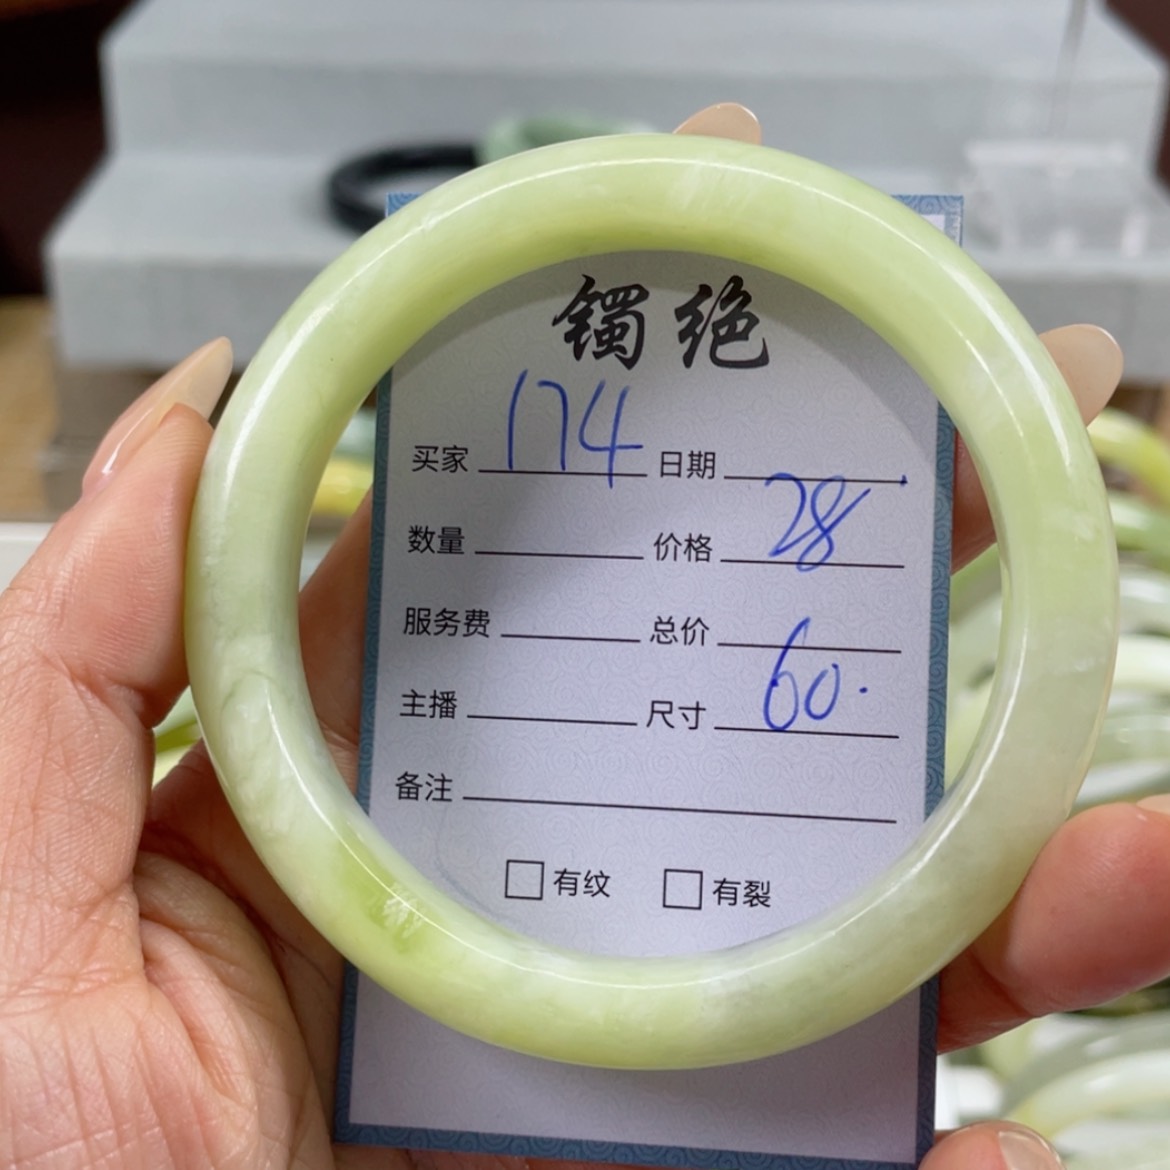 镯绝
买家 174 日期
数量 价格 28
服务费 总价
主播 尺寸 60.
备注
有纹 有裂